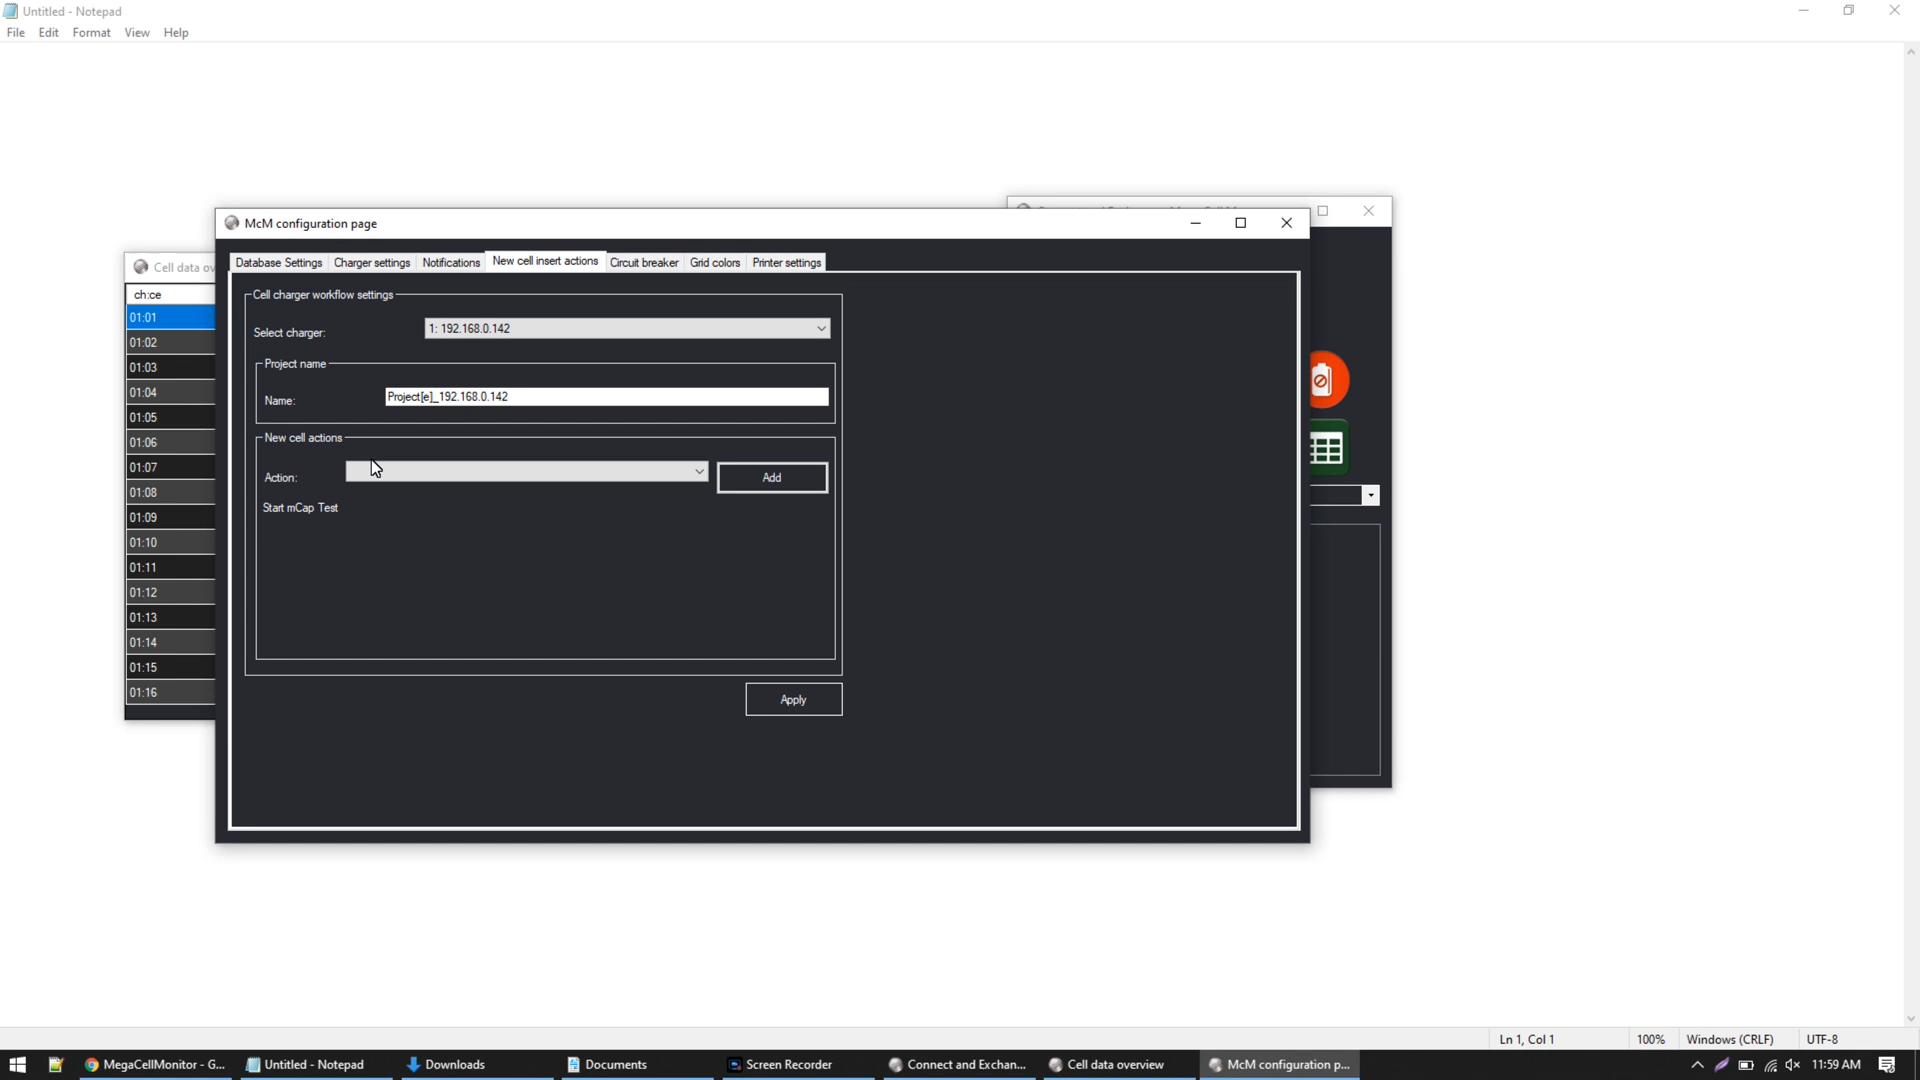 Untitled - Notepad
File Edit Format View Help
McM configuration page
Cell data ov
Database Settings Charger settings Notifications New cell insert actions Circuit breaker Grid colors Printer settings
ch:ce
01:01
01:02
01:03
01:04
01:05
01:06
01:07
01:08
01:09
01:10
01:11
01:12
01:13
01:14
01:15
01:16
Cell charger workflow settings
Select charger: 1: 192.168.0.142
Project name
Name: Project[e]_192.168.0.142
New cell actions
Action: Add
Start mCap Test
Apply
Ln 1, Col 1 100% Windows (CRLF) UTF-8
MegaCellMonitor - G... Untitled - Notepad Downloads Documents Screen Recorder Connect and Exchan... Cell data overview McM configuration p... 11:59 AM